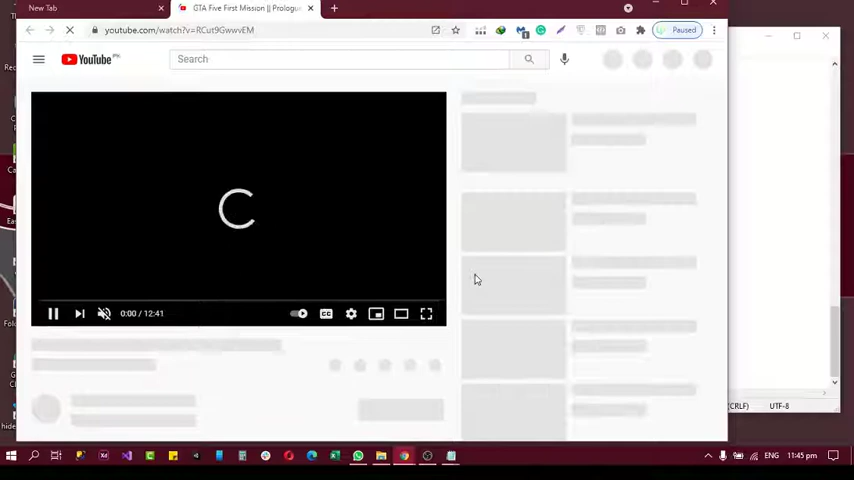 New Tab
GTA Five First Mission || Prologue
youtube.com/watch?v=RCut9GwwvEM
Paused
YouTube PK
Search
0:00 / 12:41
(CRLF)
UTF-8
ENG
11:45 pm